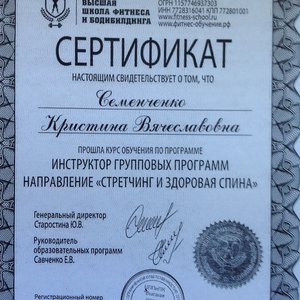 ВЫСШАЯ
ШКОЛА ФИТНЕСА
И БОДИБИЛДИНГА
ОГРН 1157746937303
ИНН 7728316041 КПП 772801001
www.fitness-school.ru
www.фитнес-обучение.рф
СЕРТИФИКАТ
НАСТОЯЩИМ СВИДЕТЕЛЬСТВУЕТ О ТОМ, ЧТО
Семенченко
Кристина Вячеславовна
ПРОШЛА КУРС ОБУЧЕНИЯ ПО ПРОГРАММЕ
ИНСТРУКТОР ГРУППОВЫХ ПРОГРАММ
НАПРАВЛЕНИЕ «СТРЕТЧИНГ И ЗДОРОВАЯ СПИНА»
Генеральный директор
Старостина Ю.В.
Руководитель
образовательных программ
Савченко Е.В.
Регистрационный номер